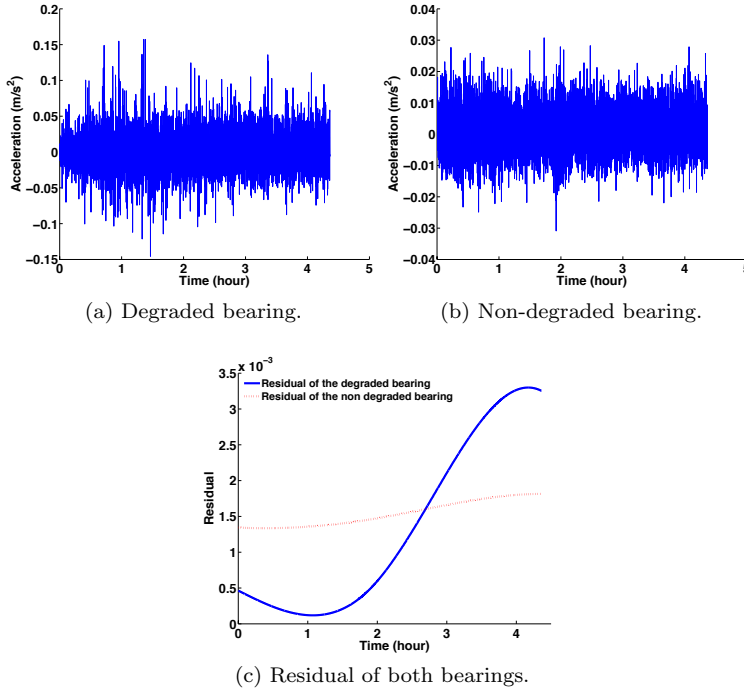 0.2
0.15
0.1
0.05
0
−0.05
−0.1
−0.15
Acceleration (m/s²)
0 1 2 3 4 5
Time (hour)
(a) Degraded bearing.
0.04
0.03
0.02
0.01
0
−0.01
−0.02
−0.03
−0.04
Acceleration (m/s²)
0 1 2 3 4 5
Time (hour)
(b) Non-degraded bearing.
x 10⁻³
3.5
3
2.5
2
1.5
1
0.5
0
Residual
Residual of the degraded bearing
Residual of the non degraded bearing
0 1 2 3 4
Time (hour)
(c) Residual of both bearings.